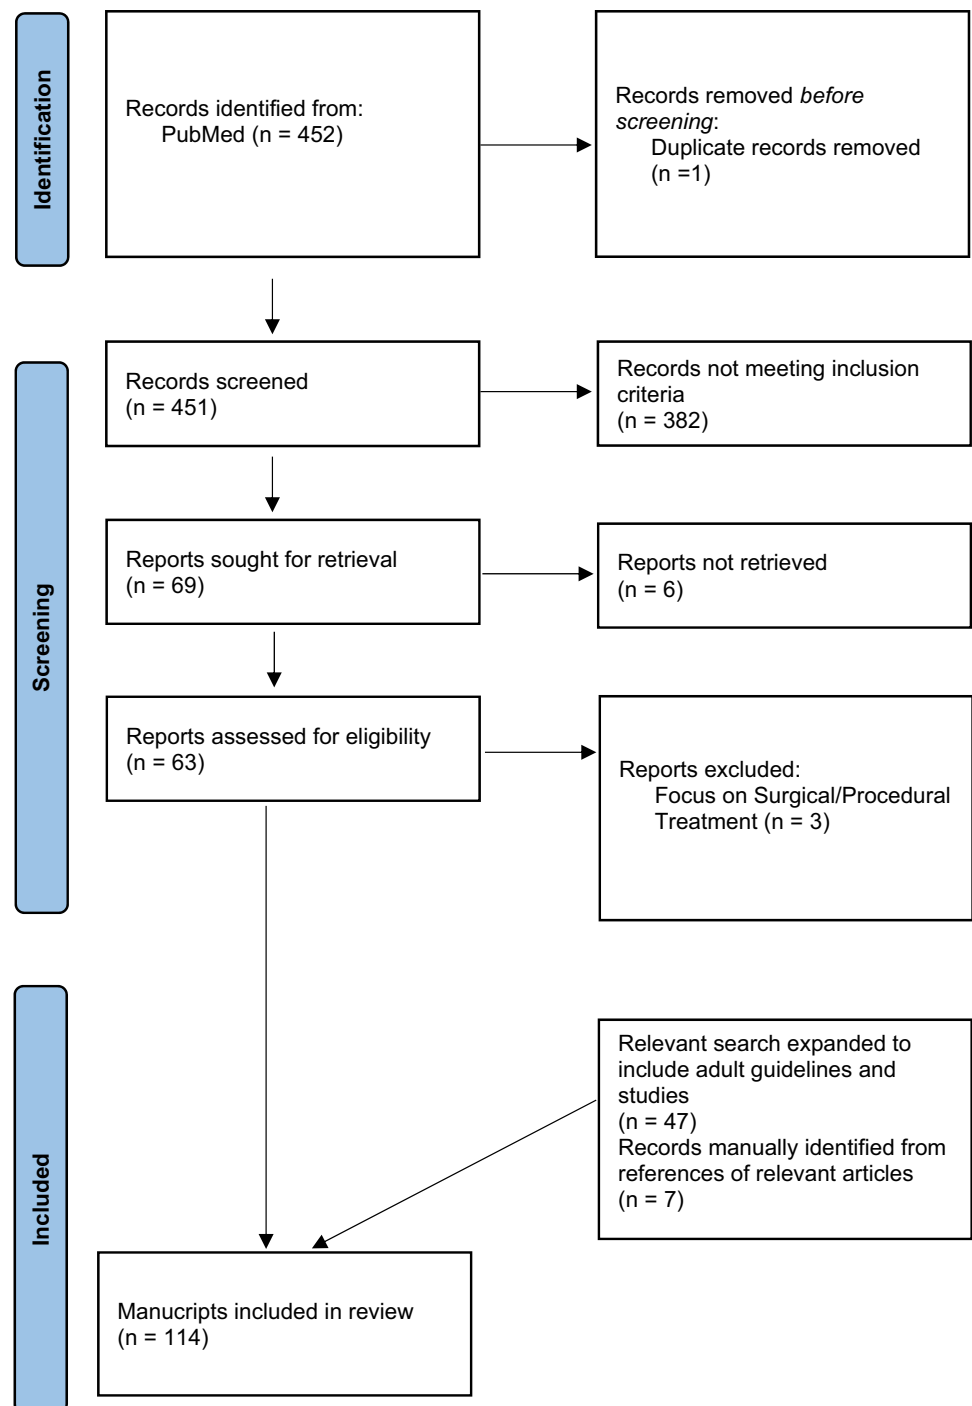 Identification
Records identified from:
PubMed (n = 452)
Records removed before
screening:
Duplicate records removed
(n =1)
Screening
Records screened
(n = 451)
Records not meeting inclusion
criteria
(n = 382)
Reports sought for retrieval
(n = 69)
Reports not retrieved
(n = 6)
Reports assessed for eligibility
(n = 63)
Reports excluded:
Focus on Surgical/Procedural
Treatment (n = 3)
Included
Relevant search expanded to
include adult guidelines and
studies
(n = 47)
Records manually identified from
references of relevant articles
(n = 7)
Manucripts included in review
(n = 114)